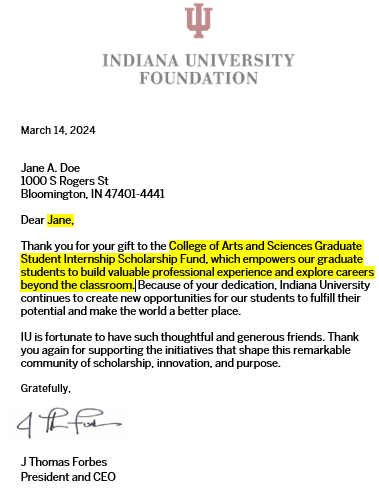 INDIANA UNIVERSITY
FOUNDATION
March 14, 2024
Jane A. Doe
1000 S Rogers St
Bloomington, IN 47401-4441
Dear Jane,
Thank you for your gift to the College of Arts and Sciences Graduate
Student Internship Scholarship Fund, which empowers our graduate
students to build valuable professional experience and explore careers
beyond the classroom. Because of your dedication, Indiana University
continues to create new opportunities for our students to fulfill their
potential and make the world a better place.
IU is fortunate to have such thoughtful and generous friends. Thank
you again for supporting the initiatives that shape this remarkable
community of scholarship, innovation, and purpose.
Gratefully,
J Thomas Forbes
President and CEO